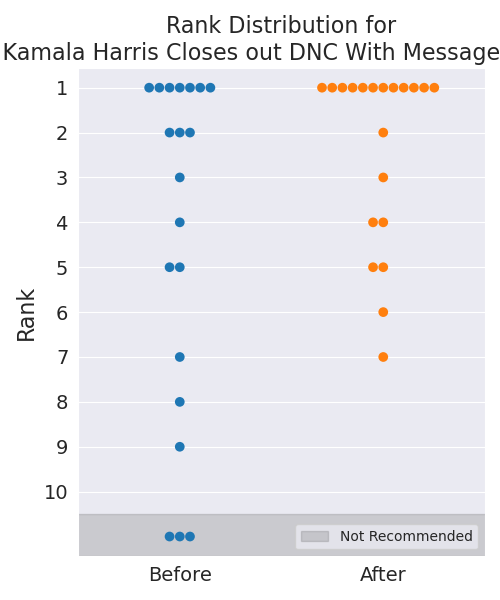 Rank Distribution for
Kamala Harris Closes out DNC With Message
1
2
3
4
5
6
7
8
9
10
Rank
Not Recommended
Before
After